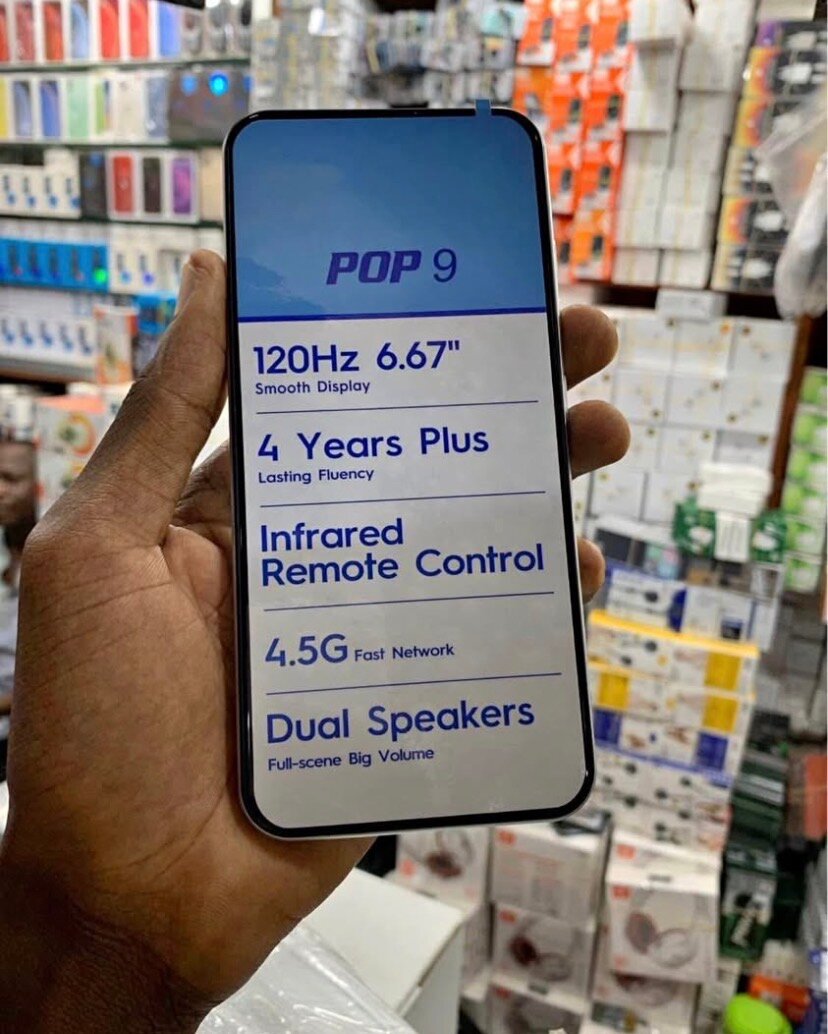 POP 9
120Hz 6.67"
Smooth Display
4 Years Plus
Lasting Fluency
Infrared
Remote Control
4.5G Fast Network
Dual Speakers
Full-scene Big Volume